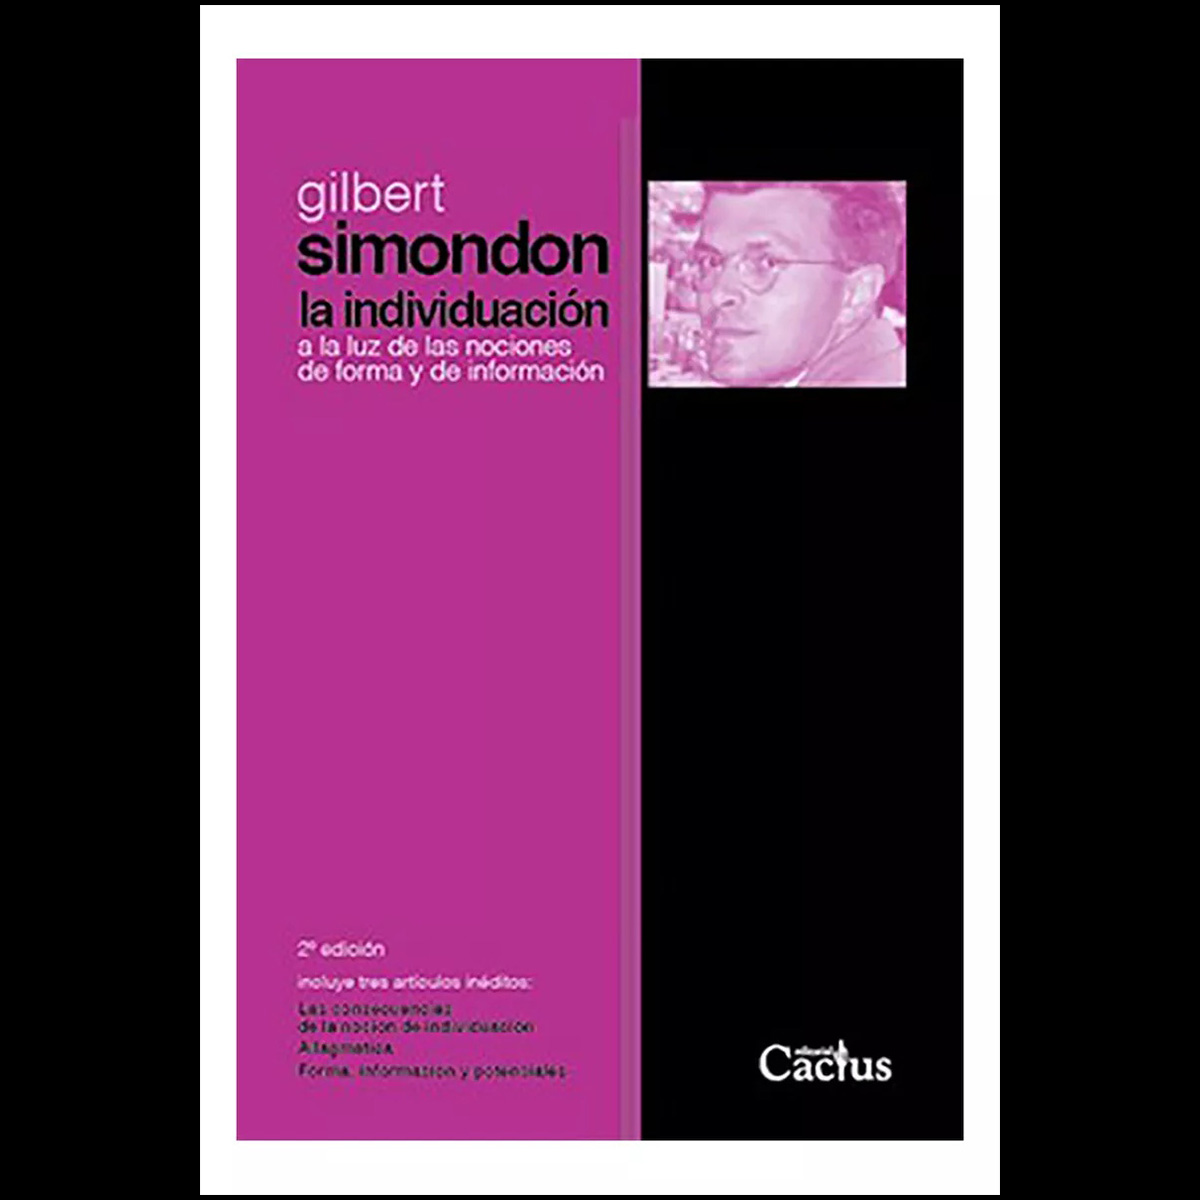 gilbert
simondon
la individuación
a la luz de las nociones
de forma y de información
2ª edición
incluye tres artículos inéditos:
Las consecuencias
de la noción de individuación
Allagmática
Forma, información y potenciales
editorial
Cactus